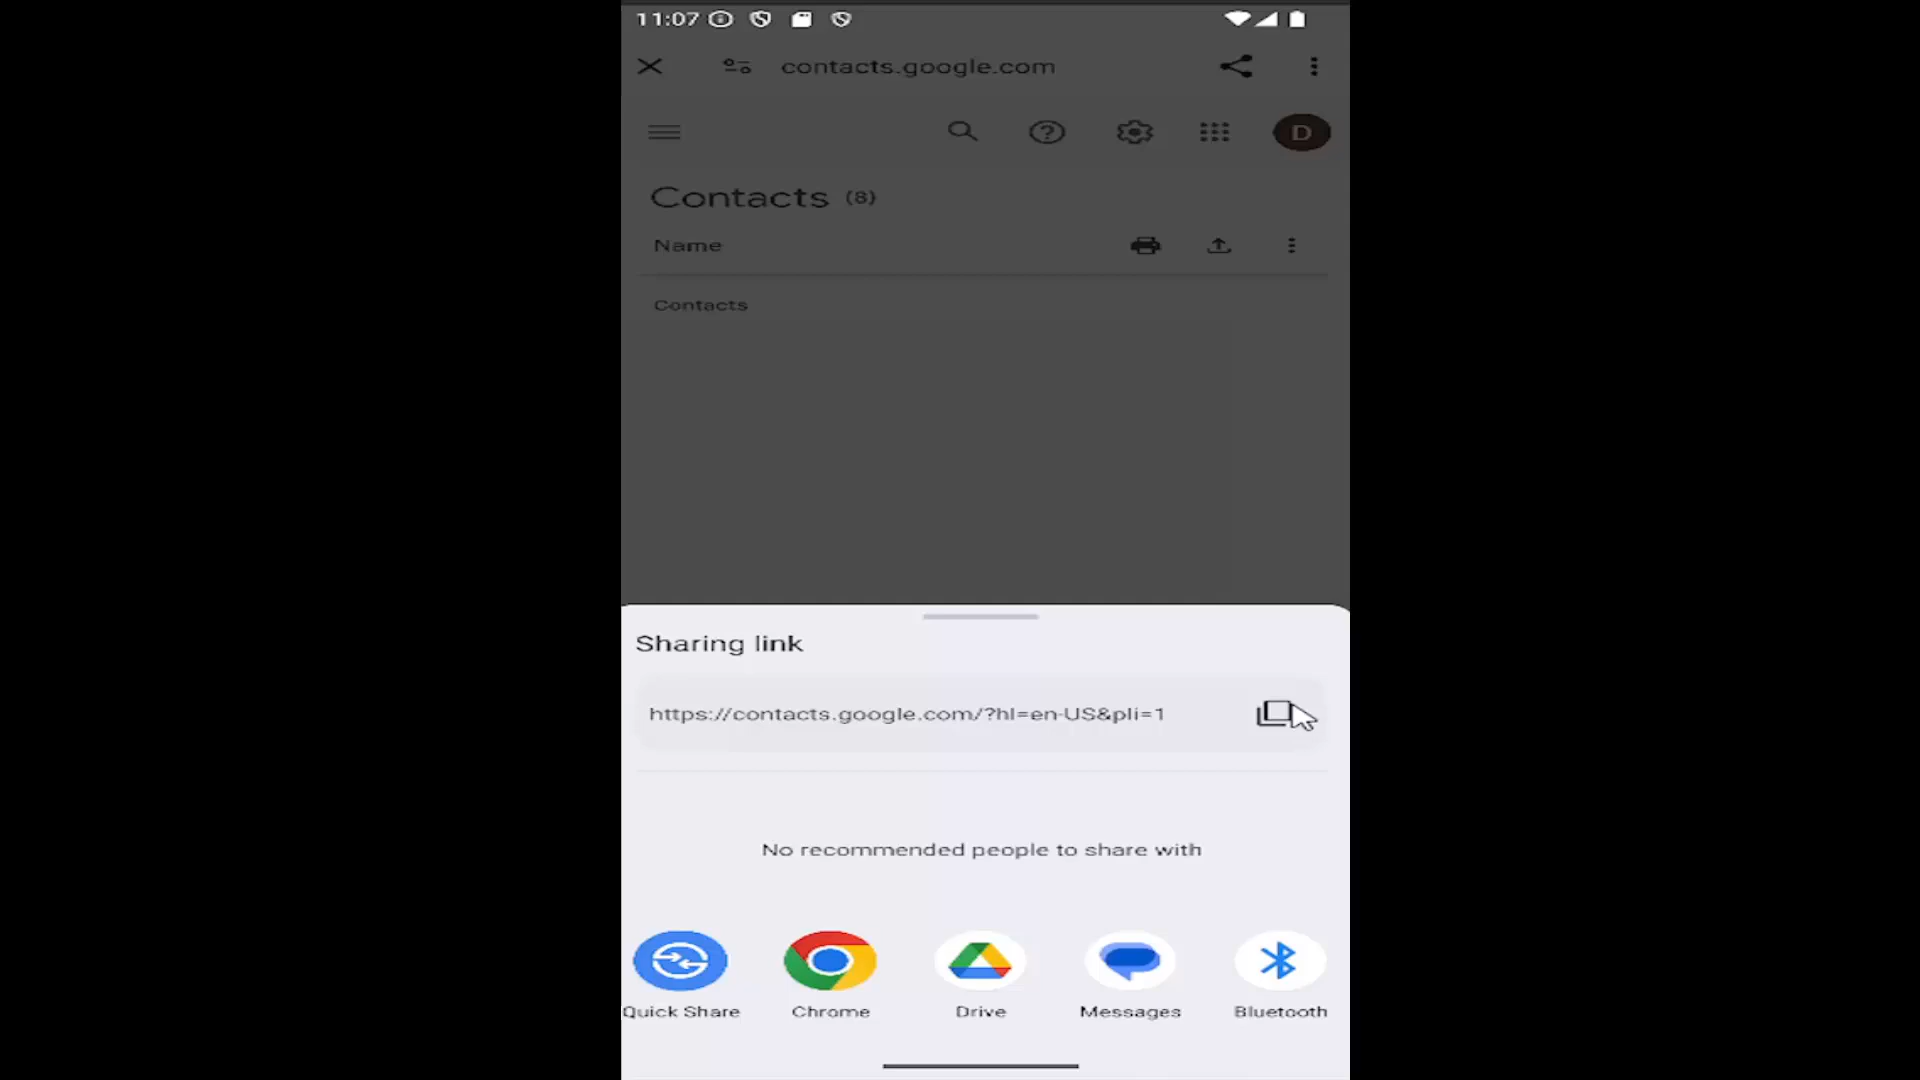 11:07
contacts.google.com
D
Contacts (8)
Name
Contacts
Sharing link
https://contacts.google.com/?hl=en-US&pli=1
No recommended people to share with
Quick Share
Chrome
Drive
Messages
Bluetooth